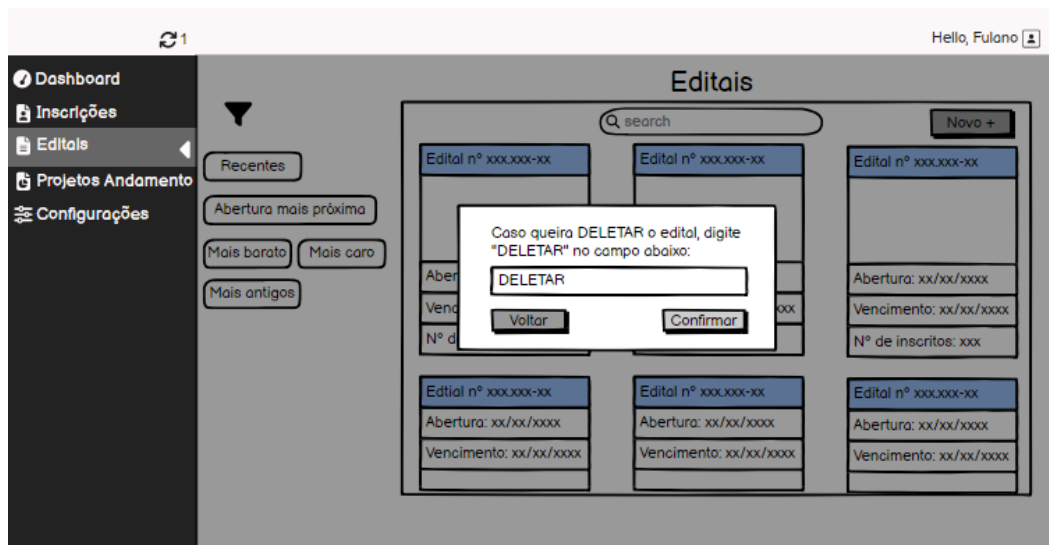 1
Hello, Fulano
Dashboard
Inscrições
Editais
Projetos Andamento
Configurações
Editais
search
Novo +
Recentes
Abertura mais próxima
Mais barato
Mais caro
Mais antigos
Edital nº xxx.xxx-xx
Edital nº xxx.xxx-xx
Edital nº xxx.xxx-xx
Caso queira DELETAR o edital, digite
"DELETAR" no campo abaixo:
DELETAR
Voltar
Confirmar
Aber
Venc
xxx
Nº d
Abertura: xx/xx/xxxx
Vencimento: xx/xx/xxxx
Nº de inscritos: xxx
Edtial nº xxx.xxx-xx
Abertura: xx/xx/xxxx
Vencimento: xx/xx/xxxx
Edital nº xxx.xxx-xx
Abertura: xx/xx/xxxx
Vencimento: xx/xx/xxxx
Edital nº xxx.xxx-xx
Abertura: xx/xx/xxxx
Vencimento: xx/xx/xxxx